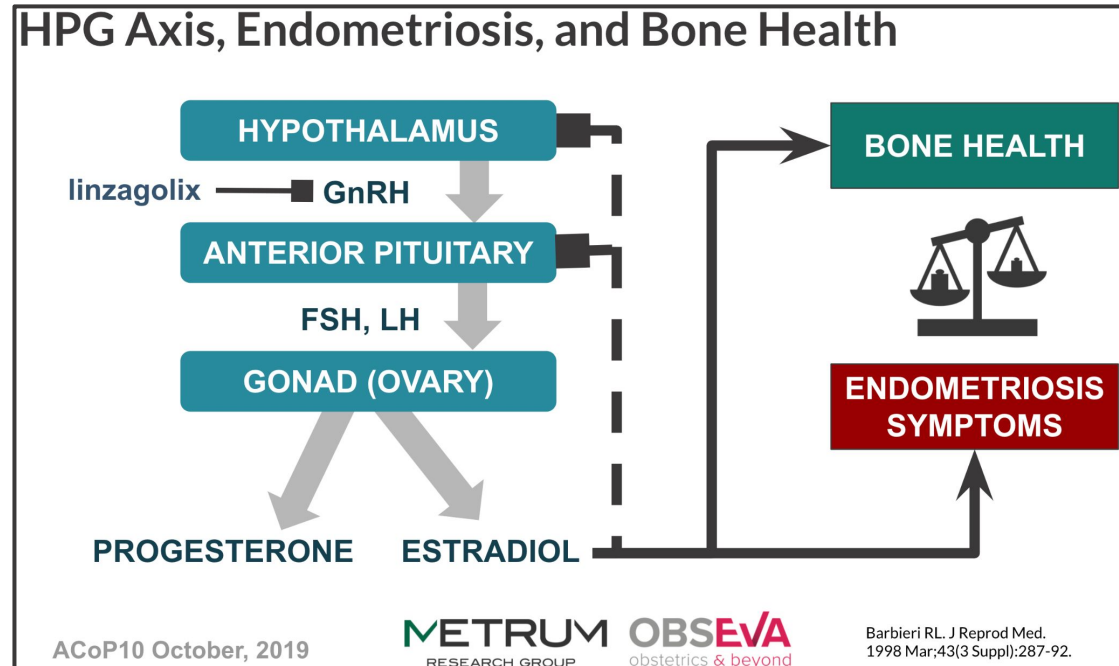 HPG Axis, Endometriosis, and Bone Health
HYPOTHALAMUS
linzagolix
GnRH
ANTERIOR PITUITARY
FSH, LH
GONAD (OVARY)
PROGESTERONE
ESTRADIOL
BONE HEALTH
ENDOMETRIOSIS
SYMPTOMS
ACoP10 October, 2019
METRUM
RESEARCH GROUP
OBSEVA
obstetrics & beyond
Barbieri RL. J Reprod Med.
1998 Mar;43(3 Suppl):287-92.